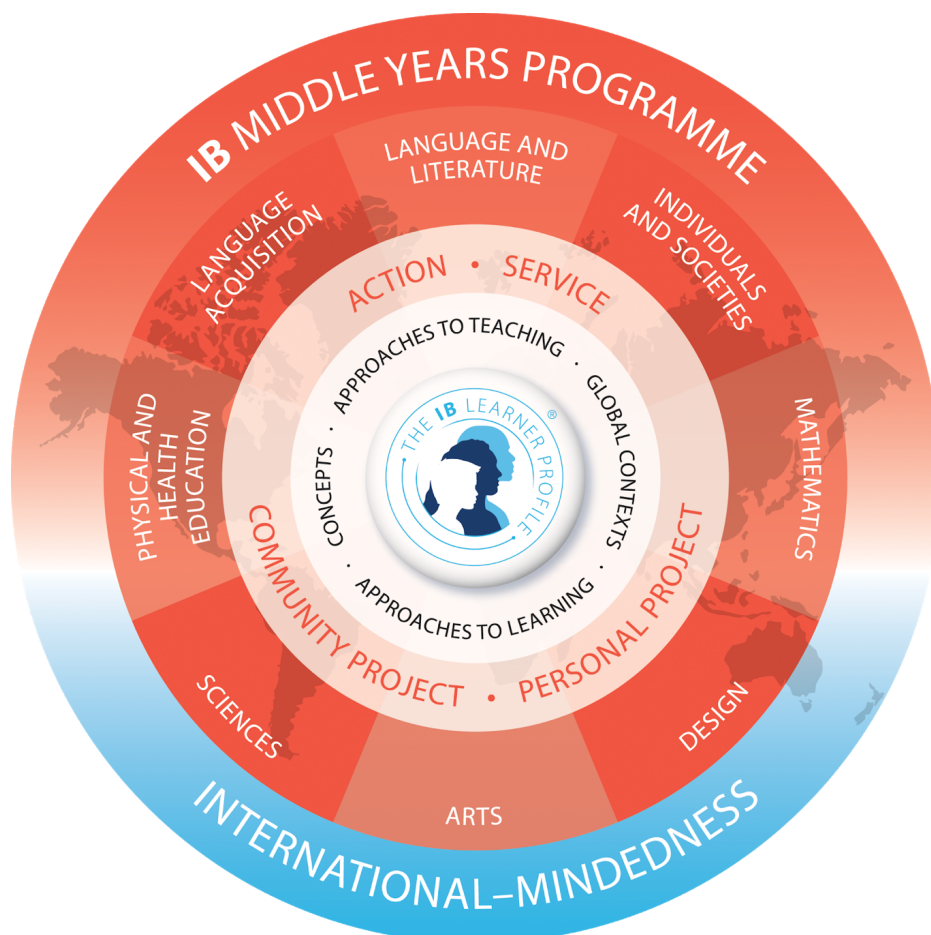 IB MIDDLE YEARS PROGRAMME
LANGUAGE AND
LITERATURE
INDIVIDUALS
AND SOCIETIES
MATHEMATICS
DESIGN
ARTS
SCIENCES
PHYSICAL AND
HEALTH
EDUCATION
LANGUAGE
ACQUISITION
ACTION • SERVICE
PERSONAL PROJECT
•
COMMUNITY PROJECT
APPROACHES TO TEACHING
·
GLOBAL CONTEXTS
·
APPROACHES TO LEARNING
·
CONCEPTS
·
THE IB LEARNER PROFILE
®
INTERNATIONAL–MINDEDNESS